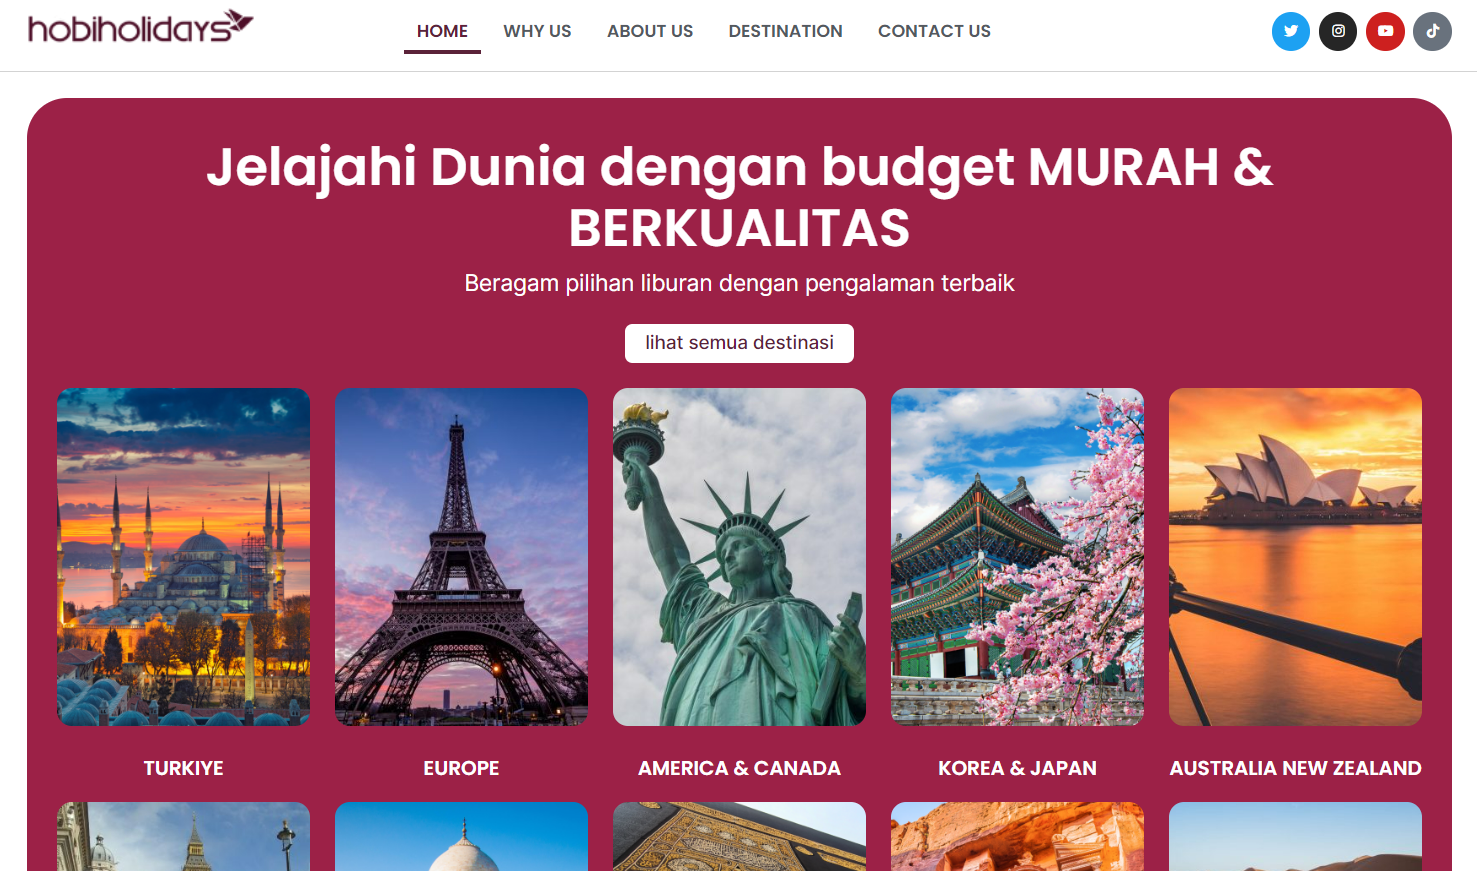 hobiholidays
HOME WHY US ABOUT US DESTINATION CONTACT US
Jelajahi Dunia dengan budget MURAH &
BERKUALITAS
Beragam pilihan liburan dengan pengalaman terbaik
lihat semua destinasi
TURKIYE EUROPE AMERICA & CANADA KOREA & JAPAN AUSTRALIA NEW ZEALAND